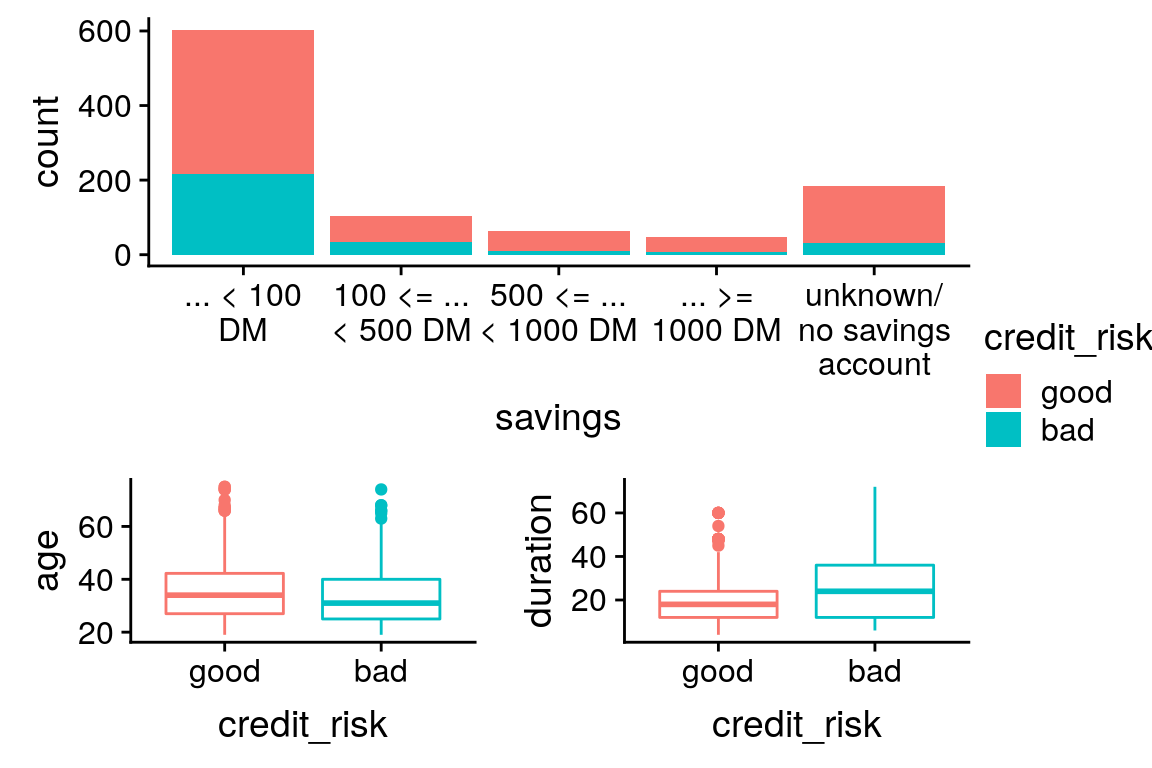 count
600
400
200
0
... < 100
DM
100 <= ...
< 500 DM
500 <= ...
< 1000 DM
... >=
1000 DM
unknown/
no savings
account
savings
credit_risk
good
bad
age
60
40
20
good
bad
credit_risk
duration
60
40
20
good
bad
credit_risk